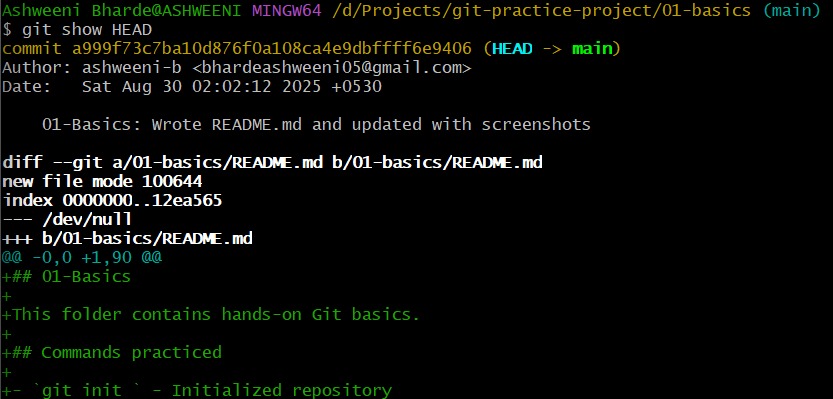 Ashweeni Bharde@ASHWEENI MINGW64 /d/Projects/git-practice-project/01-basics (main)
$ git show HEAD
commit a999f73c7ba10d876f0a108ca4e9dbffff6e9406 (HEAD -> main)
Author: ashweeni-b <bhardeashweeni05@gmail.com>
Date:   Sat Aug 30 02:02:12 2025 +0530
01-Basics: Wrote README.md and updated with screenshots
diff --git a/01-basics/README.md b/01-basics/README.md
new file mode 100644
index 0000000..12ea565
--- /dev/null
+++ b/01-basics/README.md
@@ -0,0 +1,90 @@
+## 01-Basics
+
+This folder contains hands-on Git basics.
+
+## Commands practiced
+
+- `git init ` - Initialized repository